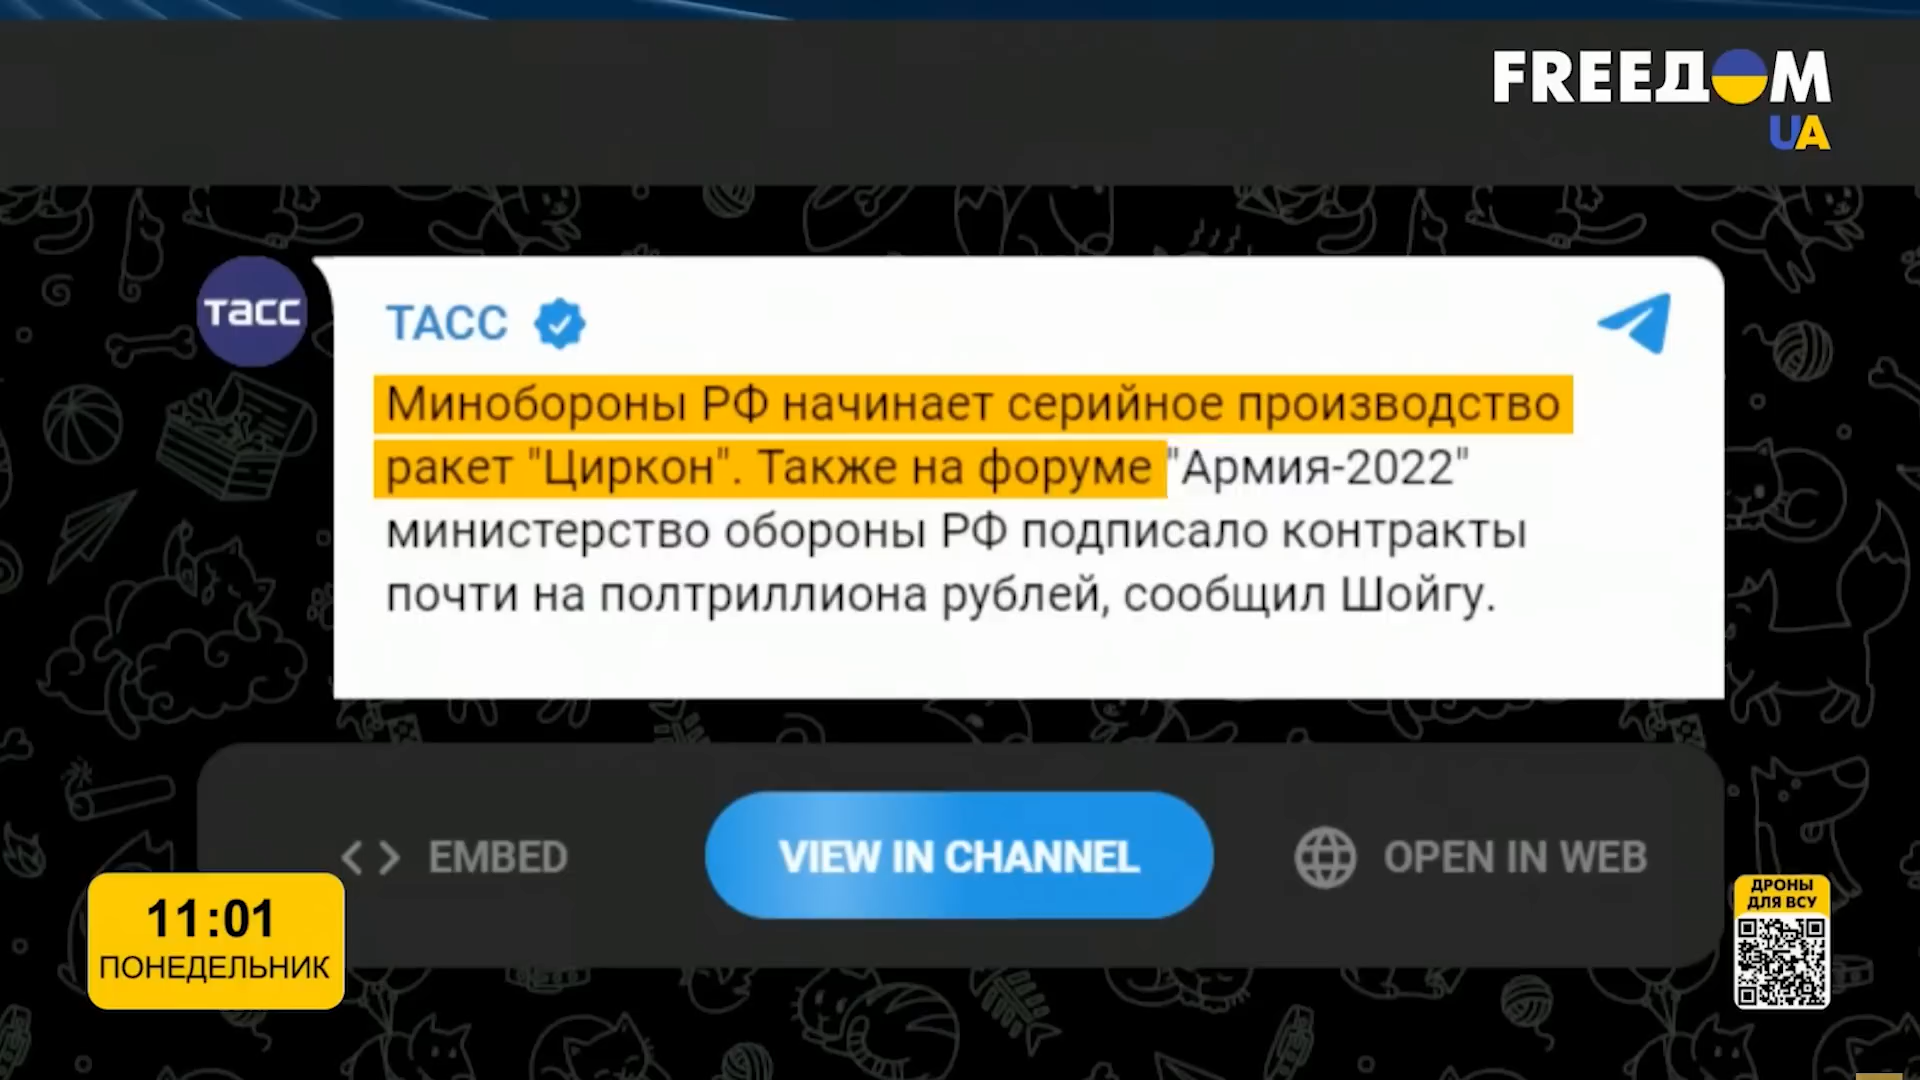 FREEДOM
UA
тасс
ТАСС
Минобороны РФ начинает серийное производство
ракет "Циркон". Также на форуме "Армия-2022"
министерство обороны РФ подписало контракты
почти на полтриллиона рублей, сообщил Шойгу.
EMBED
VIEW IN CHANNEL
OPEN IN WEB
11:01
ПОНЕДЕЛЬНИК
ДРОНЫ
ДЛЯ ВСУ